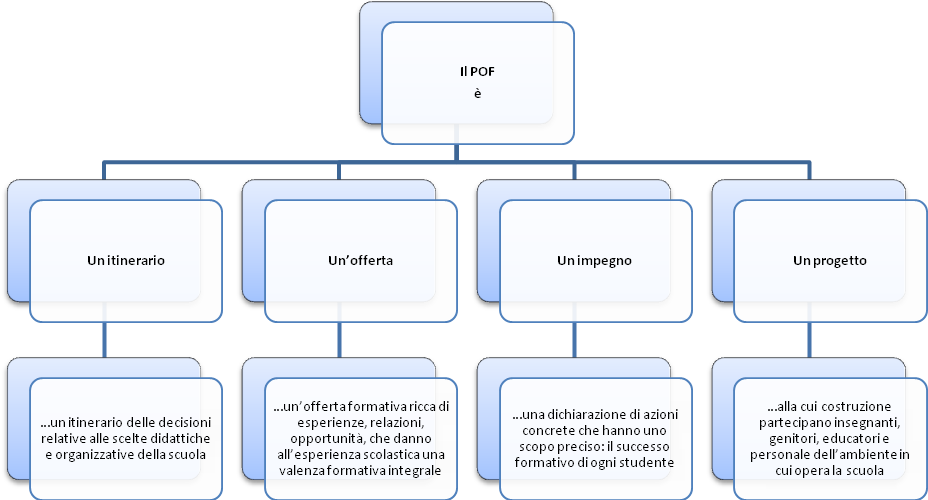 Il POF
è
Un itinerario
Un'offerta
Un impegno
Un progetto
...un itinerario delle decisioni
relative alle scelte didattiche
e organizzative della scuola
...un'offerta formativa ricca di
esperienze, relazioni,
opportunità, che danno
all'esperienza scolastica una
valenza formativa integrale
...una dichiarazione di azioni
concrete che hanno uno
scopo preciso: il successo
formativo di ogni studente
...alla cui costruzione
partecipano insegnanti,
genitori, educatori e
personale dell'ambiente in
cui opera la scuola